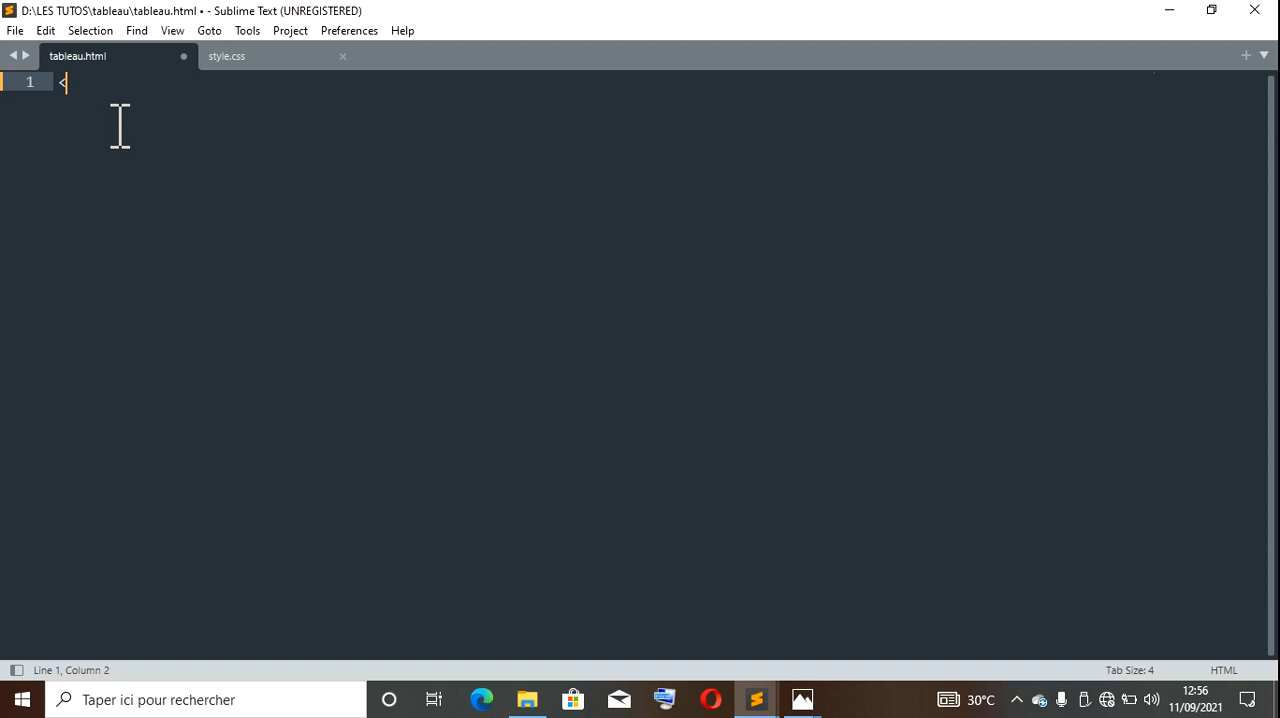 D:\LES TUTOS\tableau\tableau.html • - Sublime Text (UNREGISTERED)
File Edit Selection Find View Goto Tools Project Preferences Help
tableau.html style.css
1 <
Line 1, Column 2 Tab Size: 4 HTML
Taper ici pour rechercher 30°C 12:56
11/09/2021